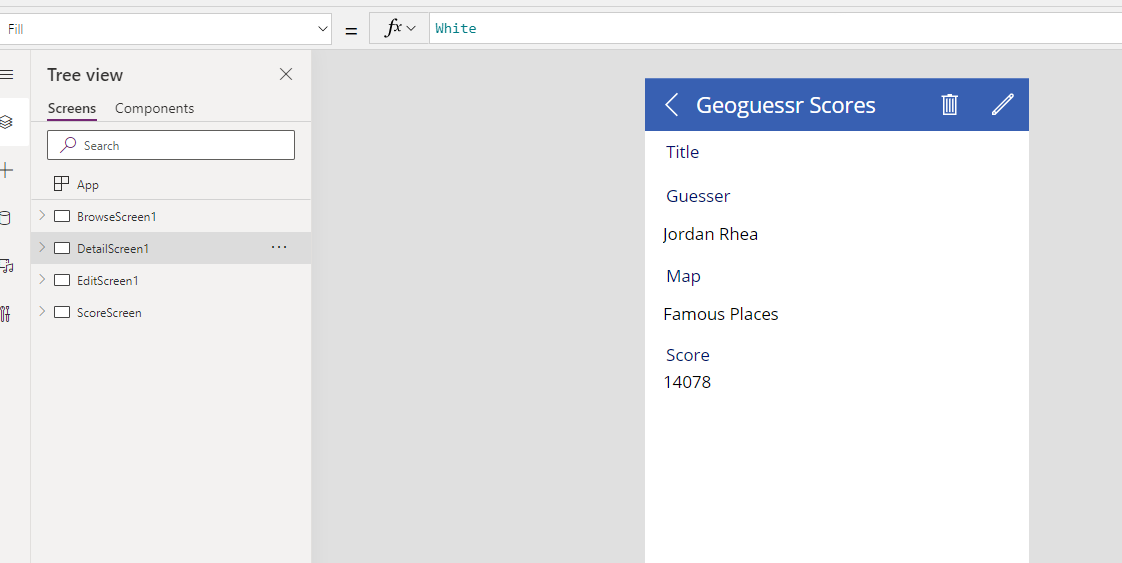 Fill = fx White
Tree view
Screens Components
Search
App
BrowseScreen1
DetailScreen1 ...
EditScreen1
ScoreScreen
Geoguessr Scores
Title
Guesser
Jordan Rhea
Map
Famous Places
Score
14078